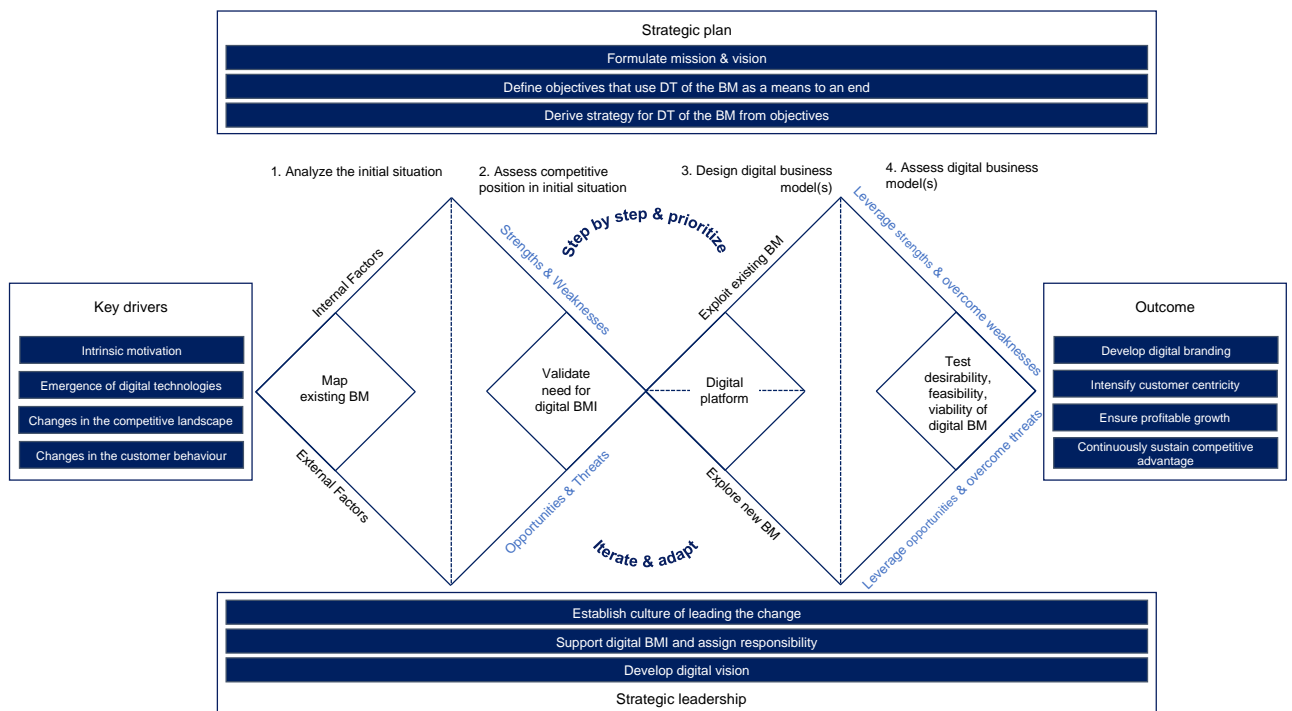 Strategic plan
Formulate mission & vision
Define objectives that use DT of the BM as a means to an end
Derive strategy for DT of the BM from objectives
1. Analyze the initial situation
2. Assess competitive
position in initial situation
3. Design digital business
model(s)
4. Assess digital business
model(s)
Step by step & prioritize
Internal Factors
Strengths & Weaknesses
Exploit existing BM
Leverage strengths & overcome weaknesses
Key drivers
Intrinsic motivation
Emergence of digital technologies
Changes in the competitive landscape
Changes in the customer behaviour
Map
existing BM
Validate
need for
digital BMI
Digital
platform
Test
desirability,
feasibility,
viability of
digital BM
Outcome
Develop digital branding
Intensify customer centricity
Ensure profitable growth
Continuously sustain competitive
advantage
External Factors
Opportunities & Threats
Explore new BM
Leverage opportunities & overcome threats
Iterate & adapt
Establish culture of leading the change
Support digital BMI and assign responsibility
Develop digital vision
Strategic leadership